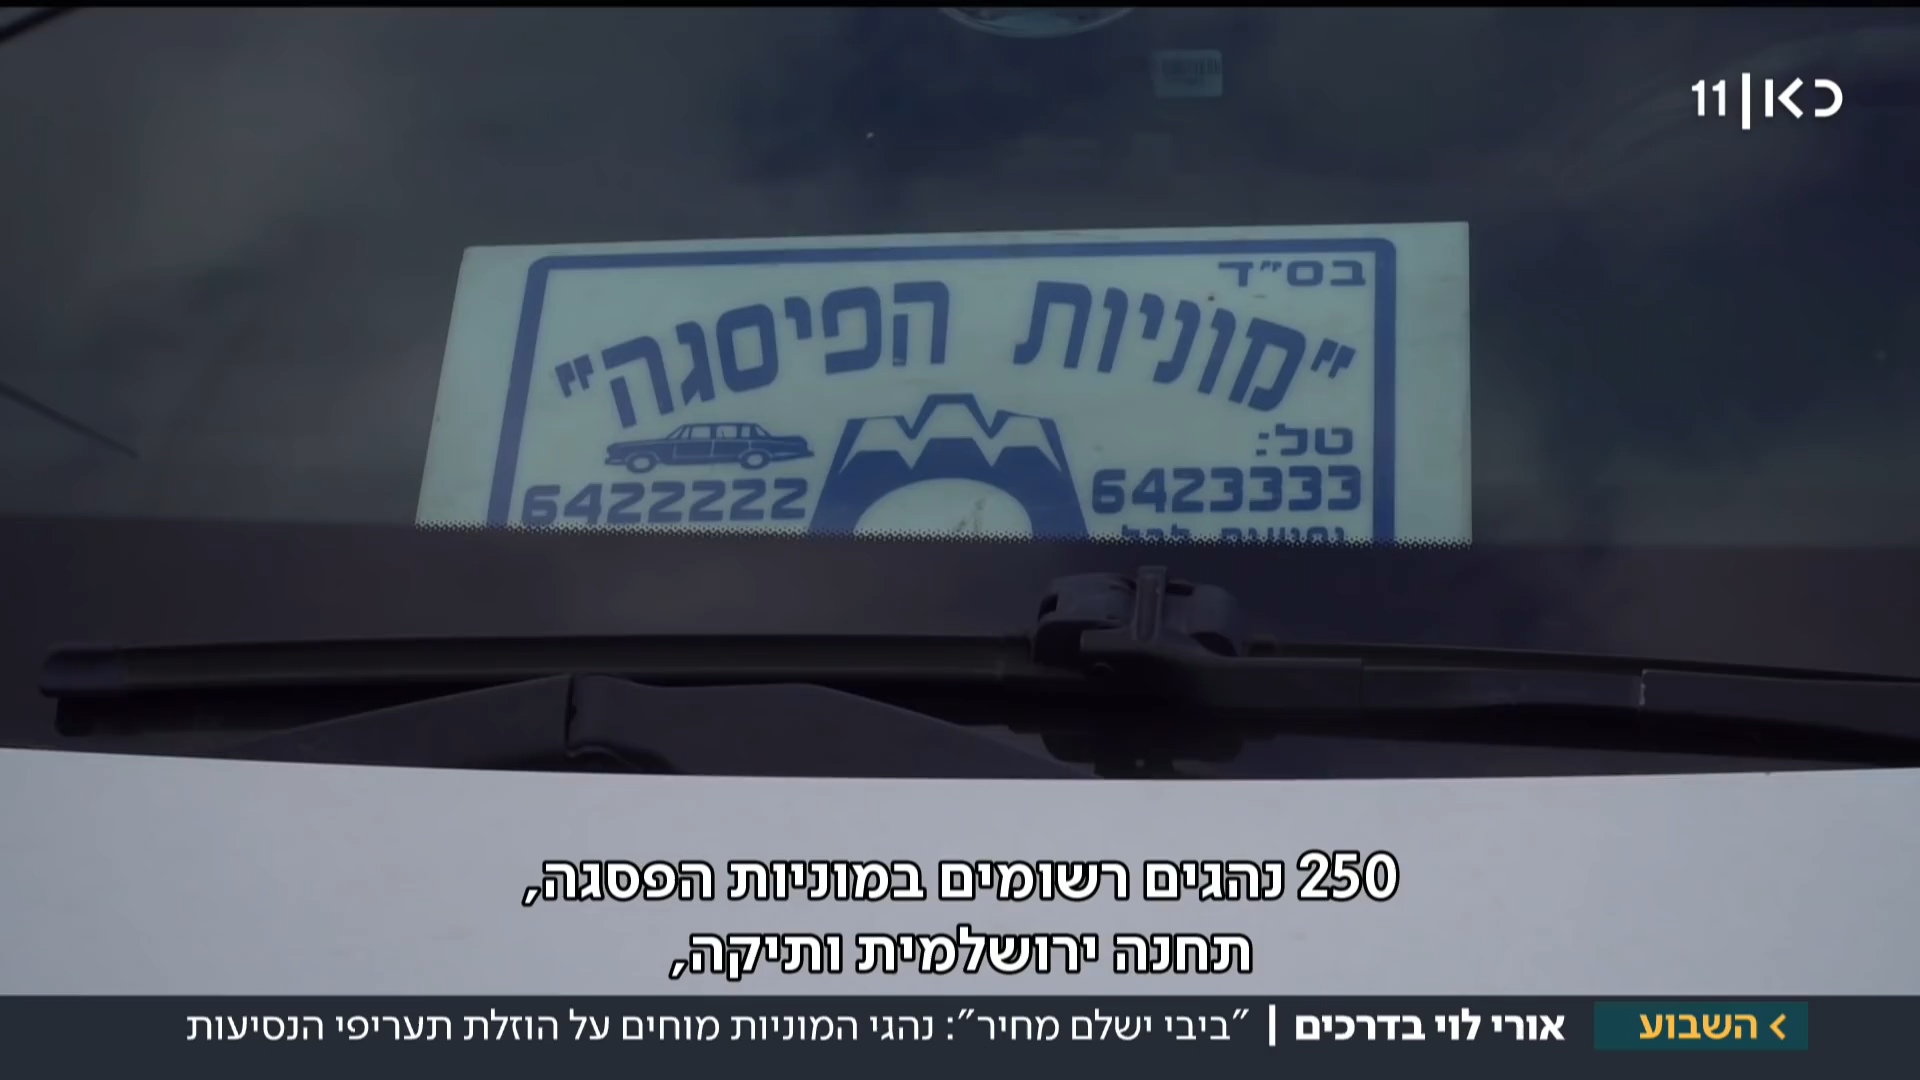 כאן 11
בס״ד
״מוניות הפיסגה״
טל:
6423333
6422222
250 נהגים רשומים במוניות הפסגה,
תחנה ירושלמית ותיקה,
השבוע
אורי לוי בדרכים | ״ביבי ישלם מחיר״: נהגי המוניות מוחים על הוזלת תעריפי הנסיעות